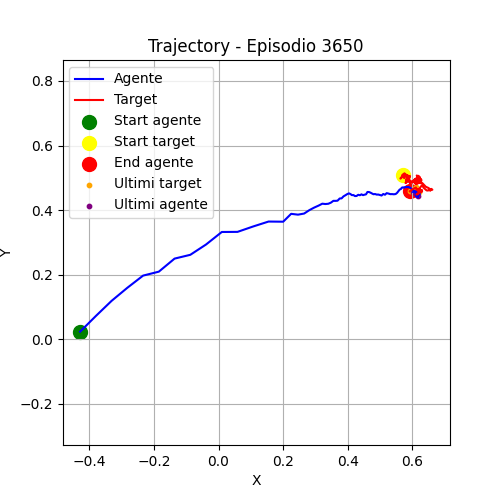 Trajectory - Episodio 3650
Agente
Target
Start agente
Start target
End agente
Ultimi target
Ultimi agente
0.8
0.6
0.4
0.2
0.0
−0.2
Y
−0.4
−0.2
0.0
0.2
0.4
0.6
X